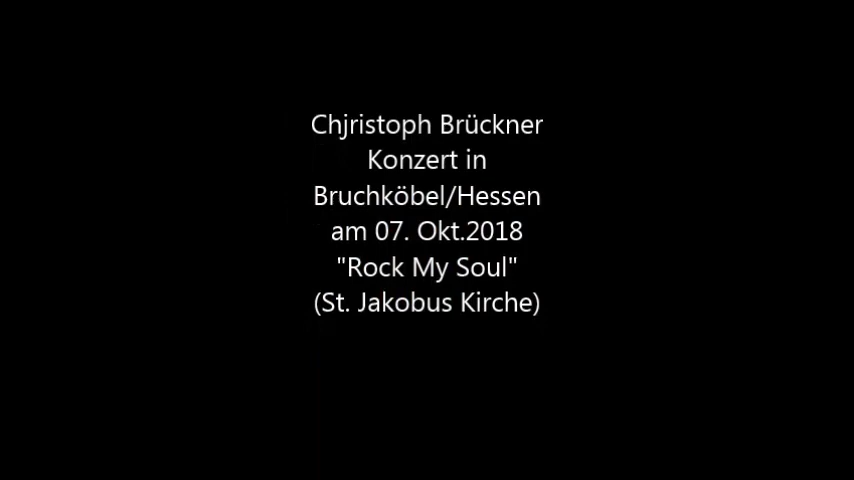 Chjristoph Brückner
Konzert in
Bruchköbel/Hessen
am 07. Okt.2018
"Rock My Soul"
(St. Jakobus Kirche)